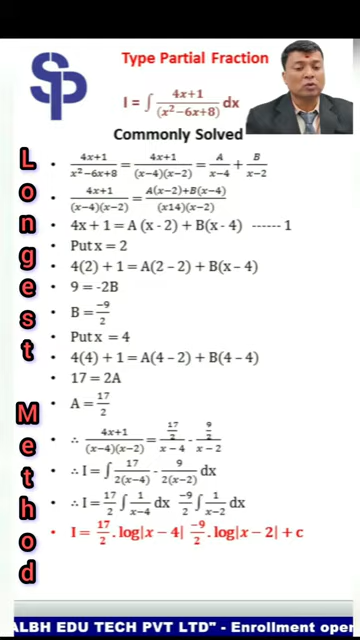 SP
Type Partial Fraction
I = ∫ 4x+1/(x²−6x+8) dx
Commonly Solved
Longest Method
• 4x+1/x²−6x+8 = 4x+1/(x−4)(x−2) = A/x−4 + B/x−2
• 4x+1/(x−4)(x−2) = A(x−2)+B(x−4)/(x14)(x−2)
• 4x + 1 = A (x - 2) + B(x - 4) ------ 1
• Put x = 2
• 4(2) + 1 = A(2 − 2) + B(x − 4)
• 9 = -2B
• B = −9/2
• Put x = 4
• 4(4) + 1 = A(4 − 2) + B(4 − 4)
• 17 = 2A
• A = 17/2
• ∴ 4x+1/(x−4)(x−2) = 17/2/x−4 - 9/2/x−2
• ∴ I = ∫ 17/2(x−4) - 9/2(x−2) dx
• ∴ I = 17/2 ∫ 1/x−4 dx −9/2 ∫ 1/x−2 dx
• I = 17/2 . log|x − 4| −9/2 . log|x − 2| + c
ALBH EDU TECH PVT LTD" - Enrollment open